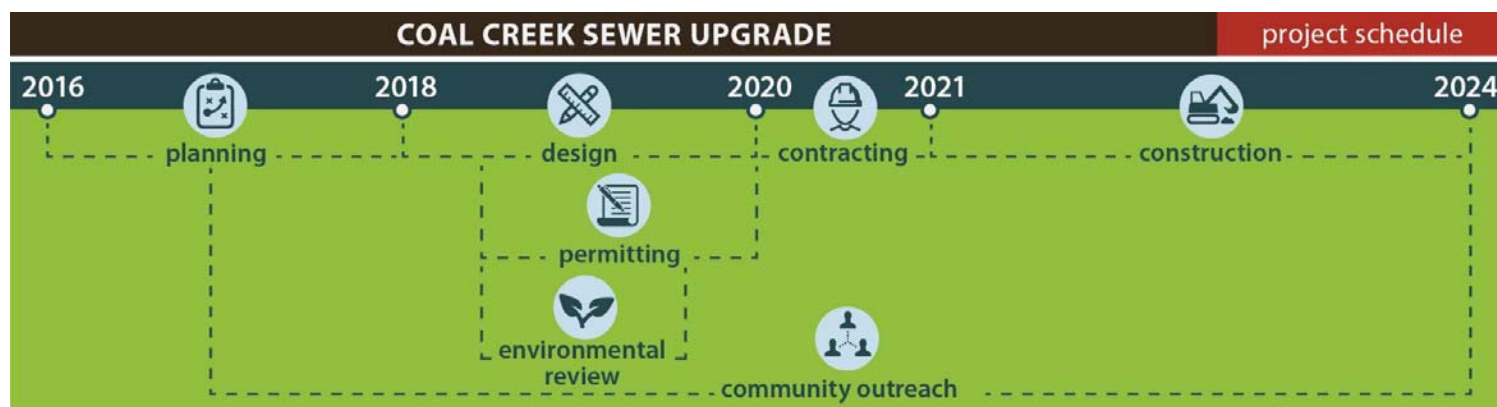 COAL CREEK SEWER UPGRADE
project schedule
2016 2018 2020 2021 2024
planning design contracting construction
permitting
environmental
review
community outreach